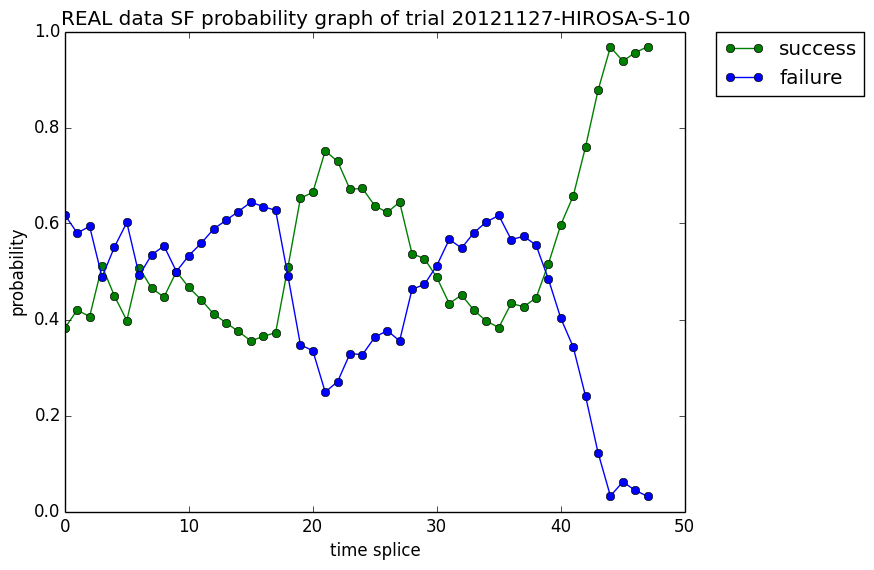 REAL data SF probability graph of trial 20121127-HIROSA-S-10
success
failure
1.0
0.8
0.6
0.4
0.2
0.0
probability
0 10 20 30 40 50
time splice